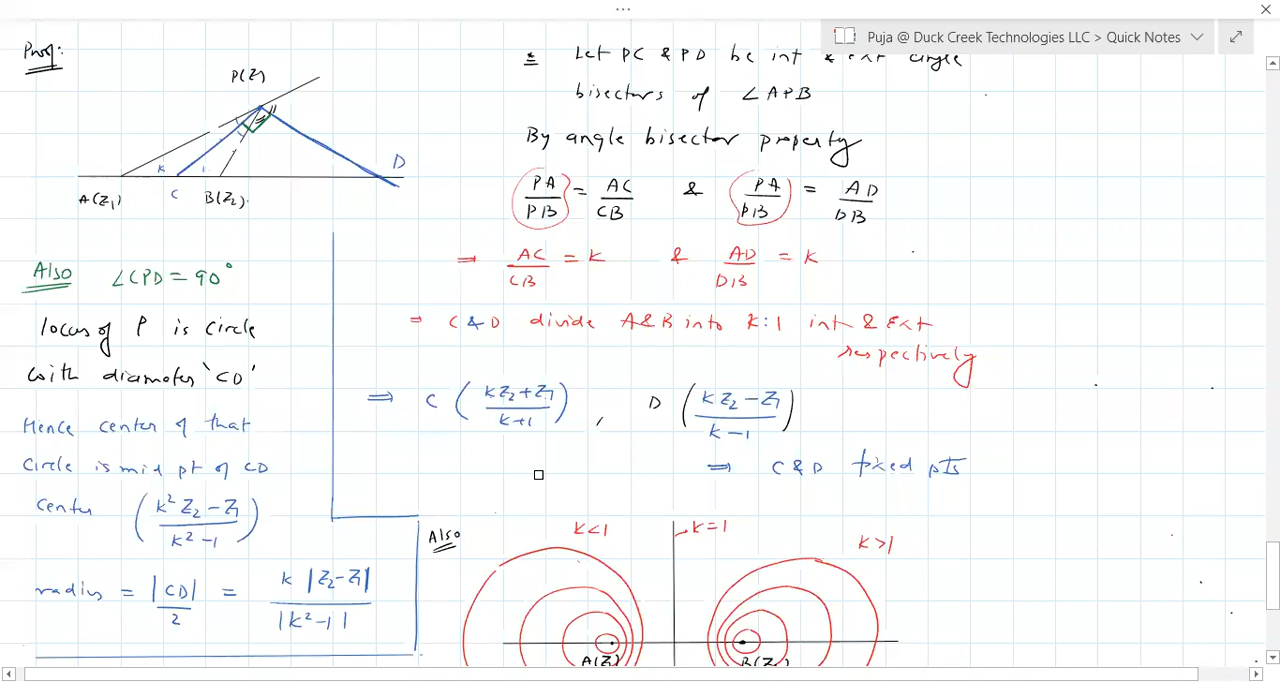 Puja @ Duck Creek Technologies LLC > Quick Notes
Proof:
P(Z)
K
1
D
A(Z₁)
C
B(Z₂).
Let PC & PD be int & Ext angle
bisectors of ∠APB
By angle bisector property
PA/PB = AC/CB & PA/PB = AD/DB
⇒ AC/CB = K & AD/DB = K
⇒ C & D divide A&B into K:1 int & Ext
respectively
⇒ C ( (KZ₂+Z₁)/(K+1) ) , D ( (KZ₂-Z₁)/(K-1) )
⇒ C & D fixed pts
Also ∠CPD = 90°
locus of P is circle
with diameter 'CD'
Hence center of that
Circle is mid pt of CD
Center ( (K²Z₂-Z₁)/(K²-1) )
radius = |CD|/2 = K|Z₂-Z₁|/|K²-1|
Also
K<1
K=1
K>1
A(Z₁)
B(Z₂)